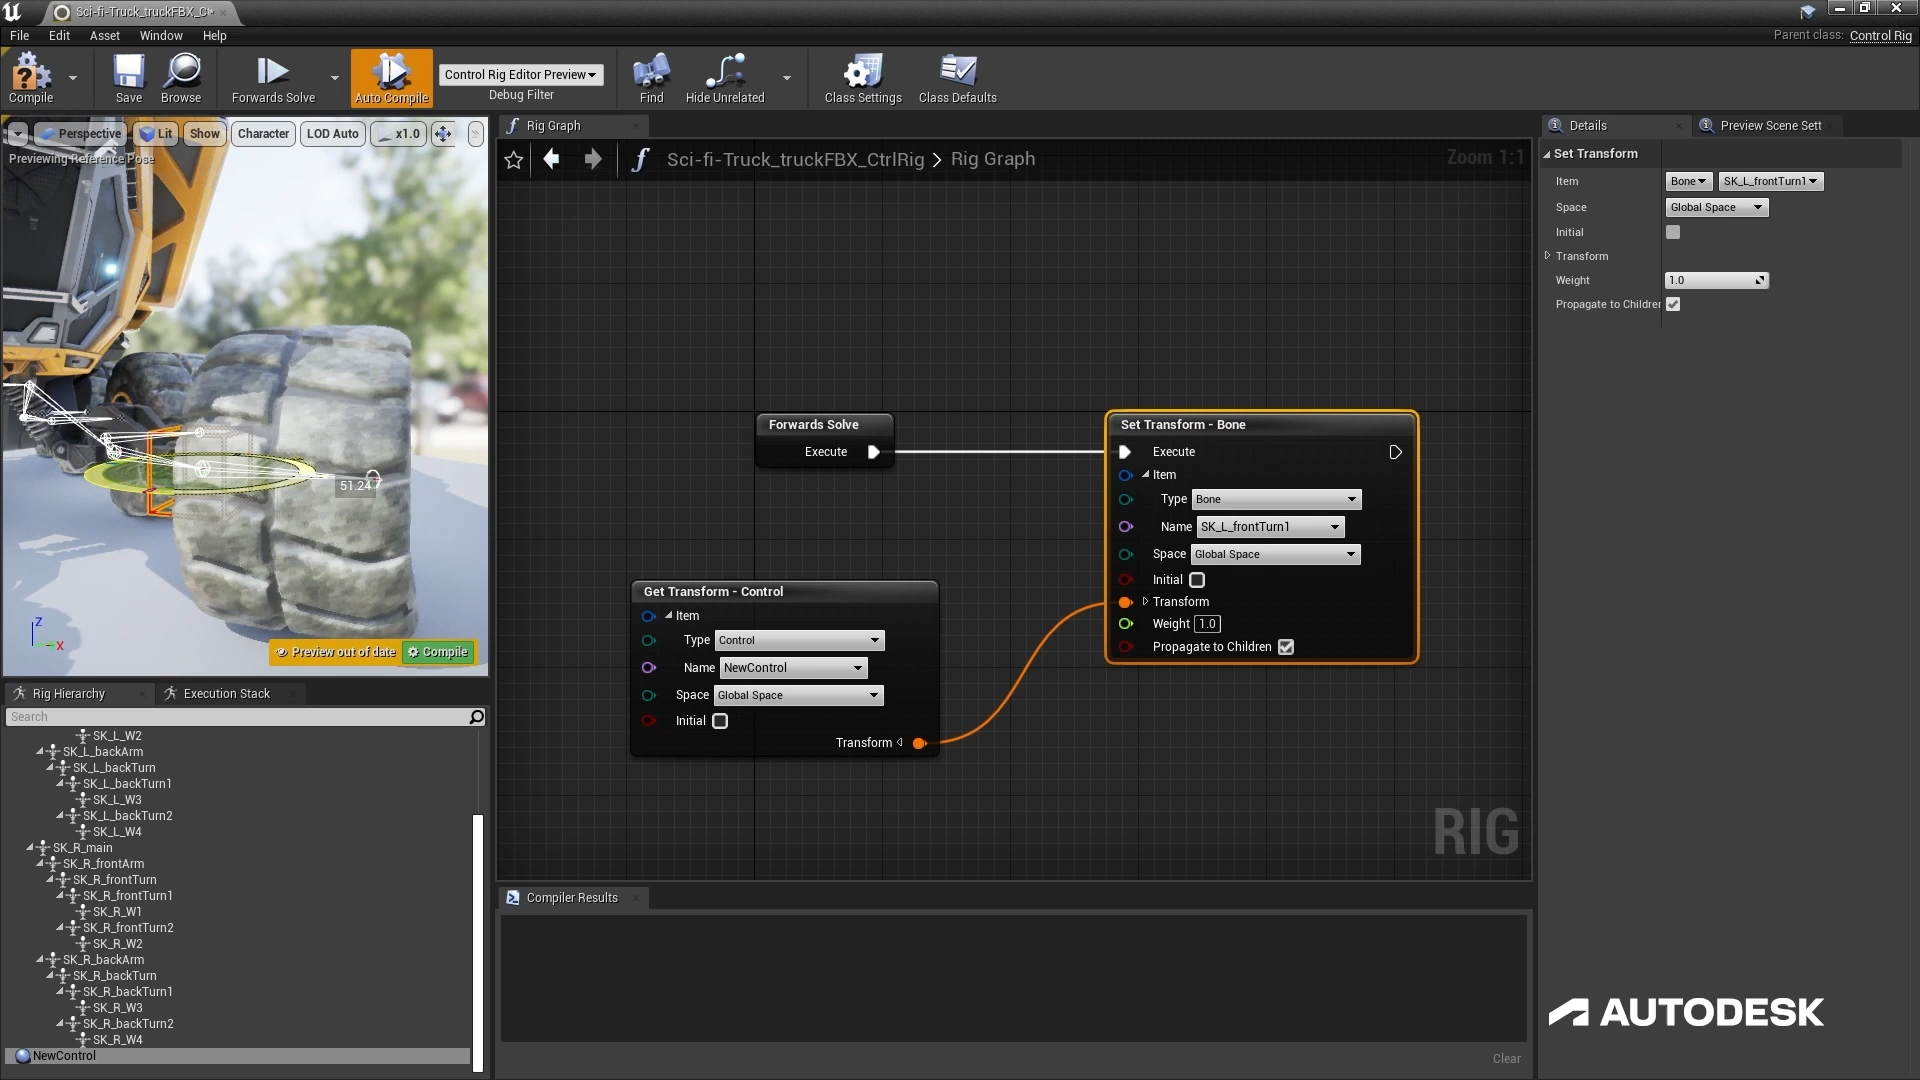 Sci-fi-Truck_truckFBX_C
File Edit Asset Window Help
Parent class: Control Rig
Compile
Save
Browse
Forwards Solve
Auto Compile
Control Rig Editor Preview
Debug Filter
Find
Hide Unrelated
Class Settings
Class Defaults
Perspective Lit Show Character LOD Auto x1.0
Previewing Reference Pose
51.24
Z
X
Preview out of date Compile
Rig Hierarchy Execution Stack
Search
SK_L_W2
SK_L_backArm
SK_L_backTurn
SK_L_backTurn1
SK_L_W3
SK_L_backTurn2
SK_L_W4
SK_R_main
SK_R_frontArm
SK_R_frontTurn
SK_R_frontTurn1
SK_R_W1
SK_R_frontTurn2
SK_R_W2
SK_R_backArm
SK_R_backTurn
SK_R_backTurn1
SK_R_W3
SK_R_backTurn2
SK_R_W4
NewControl
Rig Graph
Sci-fi-Truck_truckFBX_CtrlRig > Rig Graph
Zoom 1:1
Forwards Solve
Execute
Get Transform - Control
Item
Type Control
Name NewControl
Space Global Space
Initial
Transform
Set Transform - Bone
Execute
Item
Type Bone
Name SK_L_frontTurn1
Space Global Space
Initial
Transform
Weight 1.0
Propagate to Children
RIG
Compiler Results
Clear
Details Preview Scene Sett
Set Transform
Item Bone SK_L_frontTurn1
Space Global Space
Initial
Transform
Weight 1.0
Propagate to Childrer
AUTODESK